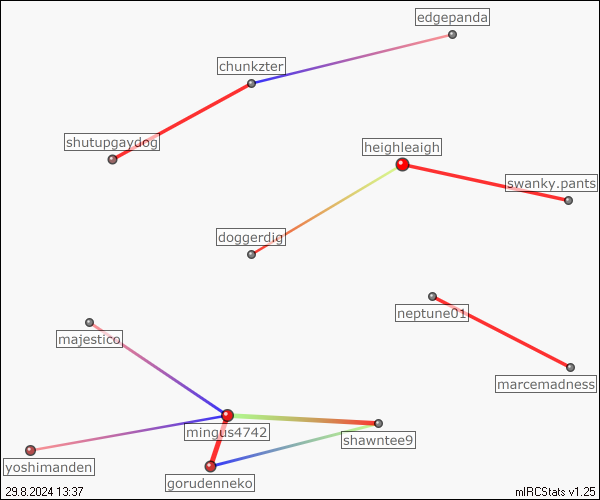 edgepanda
chunkzter
shutupgaydog
heighleaigh
swanky.pants
doggerdig
neptune01
majestico
marcemadness
mingus4742
shawntee9
yoshimanden
gorudenneko
29.8.2024 13:37
mIRCStats v1.25